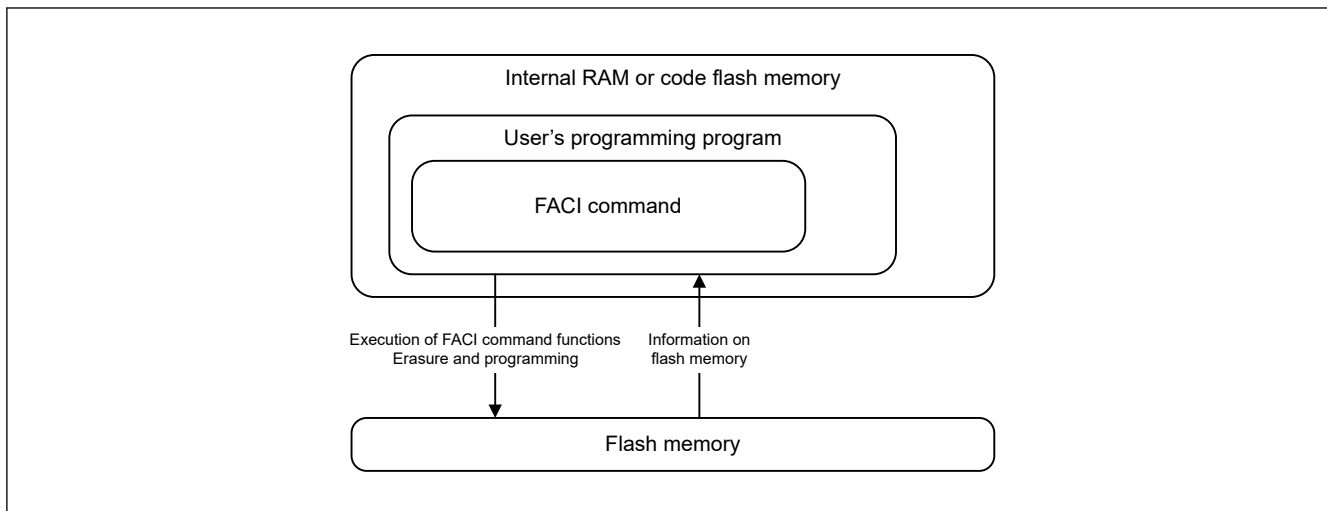 Internal RAM or code flash memory
User’s programming program
FACI command
Execution of FACI command functions
Erasure and programming
Information on
flash memory
Flash memory